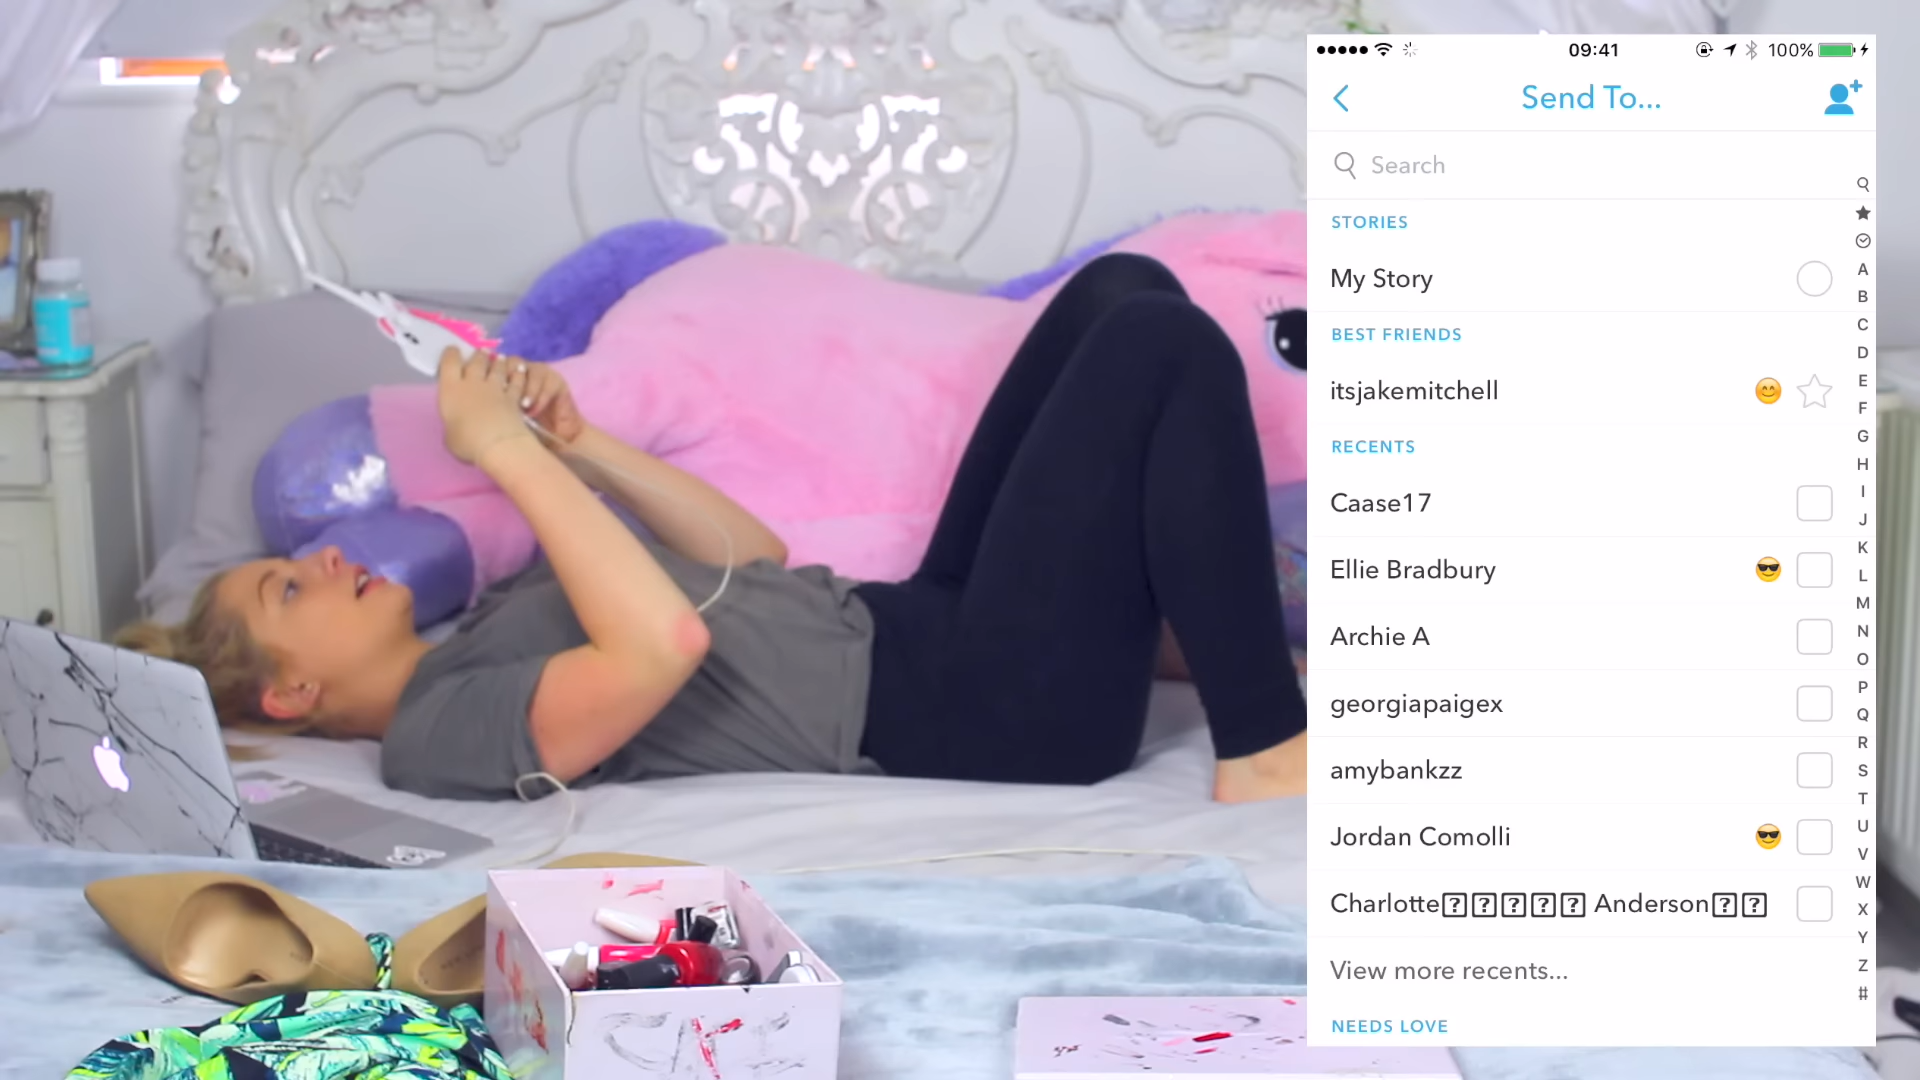 09:41
100%
Send To...
Search
STORIES
My Story
BEST FRIENDS
itsjakemitchell
RECENTS
Caase17
Ellie Bradbury
Archie A
georgiapaigex
amybankzz
Jordan Comolli
Charlotte⍰⍰⍰⍰⍰ Anderson⍰⍰
View more recents...
NEEDS LOVE
A
B
C
D
E
F
G
H
I
J
K
L
M
N
O
P
Q
R
S
T
U
V
W
X
Y
Z
#